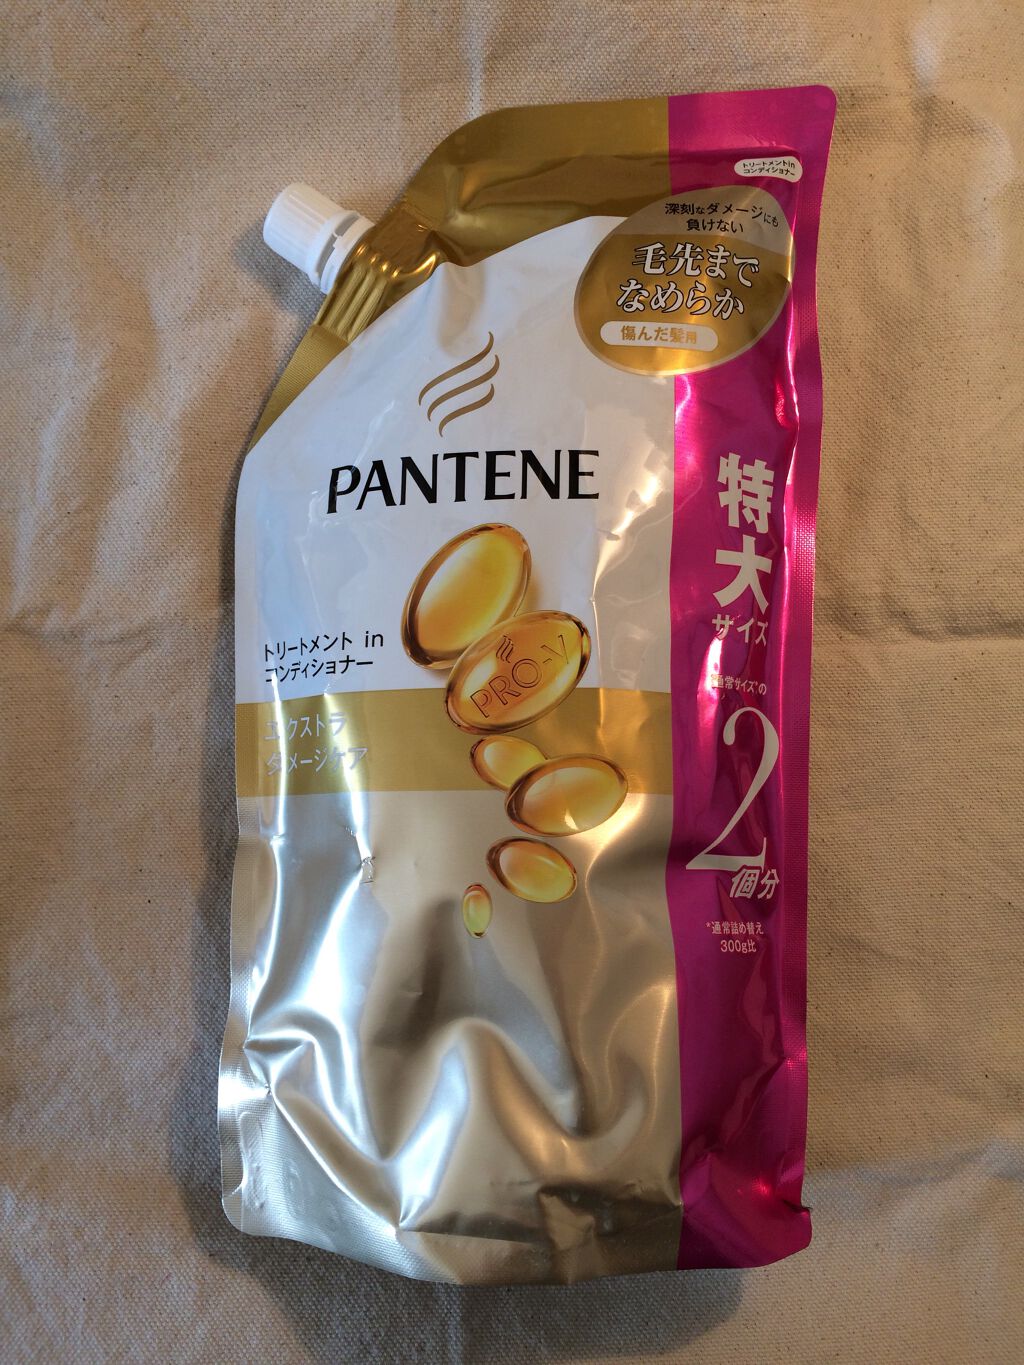 トリートメントin
コンディショナー
深刻なダメージにも
負けない
毛先まで
なめらか
傷んだ髪用
PANTENE
特大
サイズ
通常サイズ*の
2
個分
*通常詰め替え
300g比
PRO-V
トリートメント in
コンディショナー
エクストラ
ダメージケア